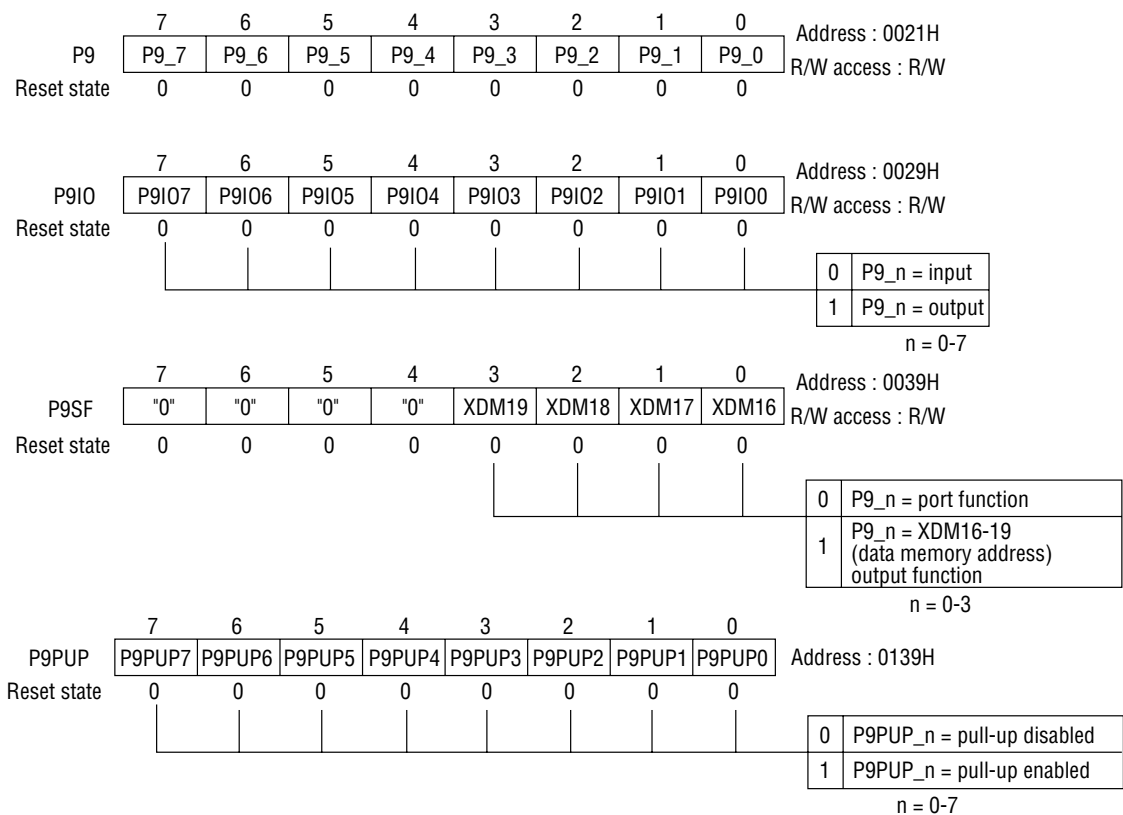 7 6 5 4 3 2 1 0
Address : 0021H
P9 P9_7 P9_6 P9_5 P9_4 P9_3 P9_2 P9_1 P9_0
R/W access : R/W
Reset state 0 0 0 0 0 0 0 0
7 6 5 4 3 2 1 0
Address : 0029H
P9IO P9IO7 P9IO6 P9IO5 P9IO4 P9IO3 P9IO2 P9IO1 P9IO0
R/W access : R/W
Reset state 0 0 0 0 0 0 0 0
0 P9_n = input
1 P9_n = output
n = 0-7
7 6 5 4 3 2 1 0
Address : 0039H
P9SF "0" "0" "0" "0" XDM19 XDM18 XDM17 XDM16
R/W access : R/W
Reset state 0 0 0 0 0 0 0 0
0 P9_n = port function
1 P9_n = XDM16-19
(data memory address)
output function
n = 0-3
7 6 5 4 3 2 1 0
P9PUP P9PUP7 P9PUP6 P9PUP5 P9PUP4 P9PUP3 P9PUP2 P9PUP1 P9PUP0 Address : 0139H
Reset state 0 0 0 0 0 0 0 0
0 P9PUP_n = pull-up disabled
1 P9PUP_n = pull-up enabled
n = 0-7